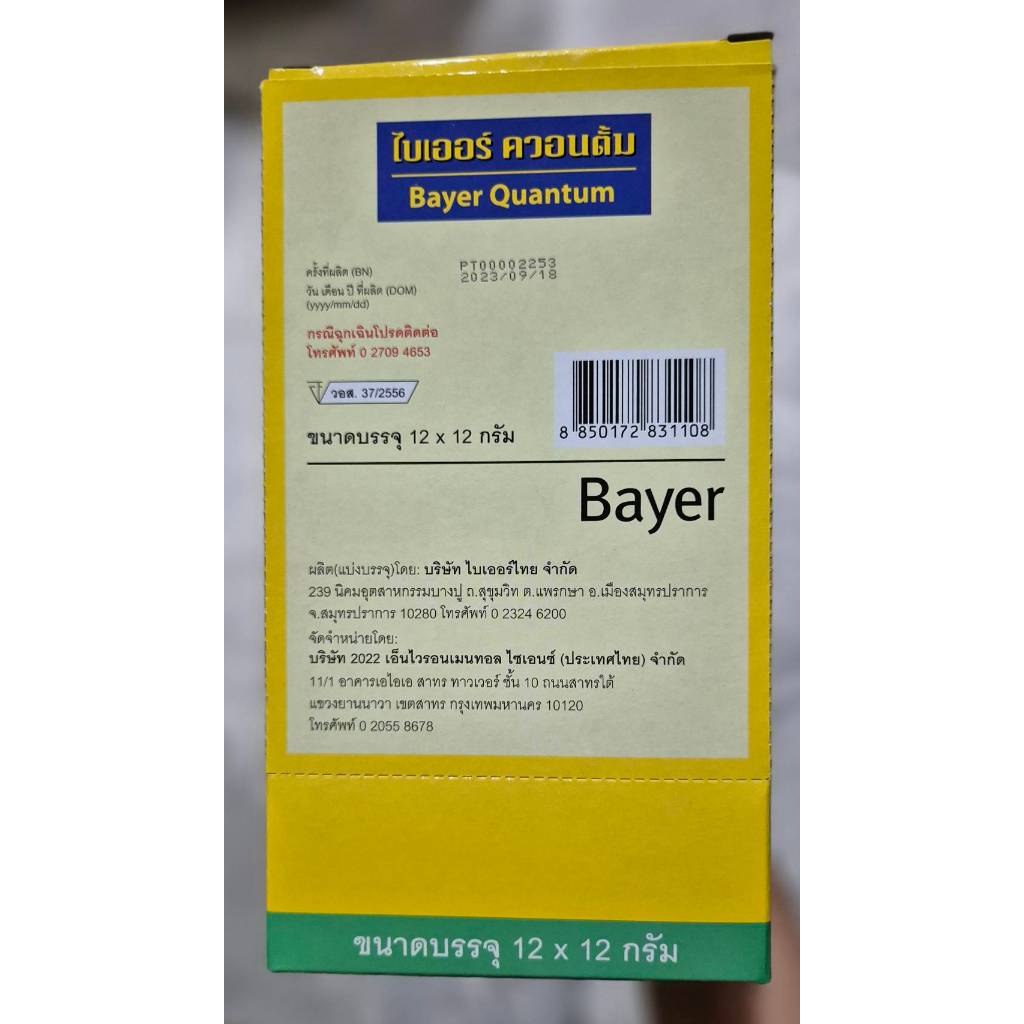 ไบเออร์ ควอนตั้ม
Bayer Quantum
ครั้งที่ผลิต (BN) PT00002253
วัน เดือน ปี ที่ผลิต (DOM) 2023/09/18
(yyyy/mm/dd)
กรณีฉุกเฉินโปรดติดต่อ
โทรศัพท์ 0 2709 4653
วอส. 37/2556
ขนาดบรรจุ 12 x 12 กรัม
8 850172 831108
Bayer
ผลิต(แบ่งบรรจุ)โดย: บริษัท ไบเออร์ไทย จำกัด
239 นิคมอุตสาหกรรมบางปู ถ.สุขุมวิท ต.แพรกษา อ.เมืองสมุทรปราการ
จ.สมุทรปราการ 10280 โทรศัพท์ 0 2324 6200
จัดจำหน่ายโดย:
บริษัท 2022 เอ็นไวรอนเมนทอล ไซเอนซ์ (ประเทศไทย) จำกัด
11/1 อาคารเอไอเอ สาทร ทาวเวอร์ ชั้น 10 ถนนสาทรใต้
แขวงยานนาวา เขตสาทร กรุงเทพมหานคร 10120
โทรศัพท์ 0 2055 8678
ขนาดบรรจุ 12 x 12 กรัม